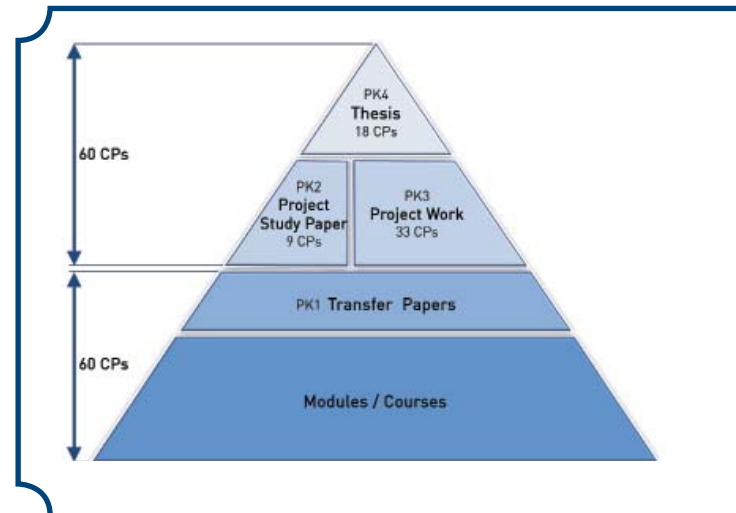 PK4
Thesis
18 CPs
60 CPs
PK2
Project
Study Paper
9 CPs
PK3
Project Work
33 CPs
PK1 Transfer Papers
60 CPs
Modules / Courses